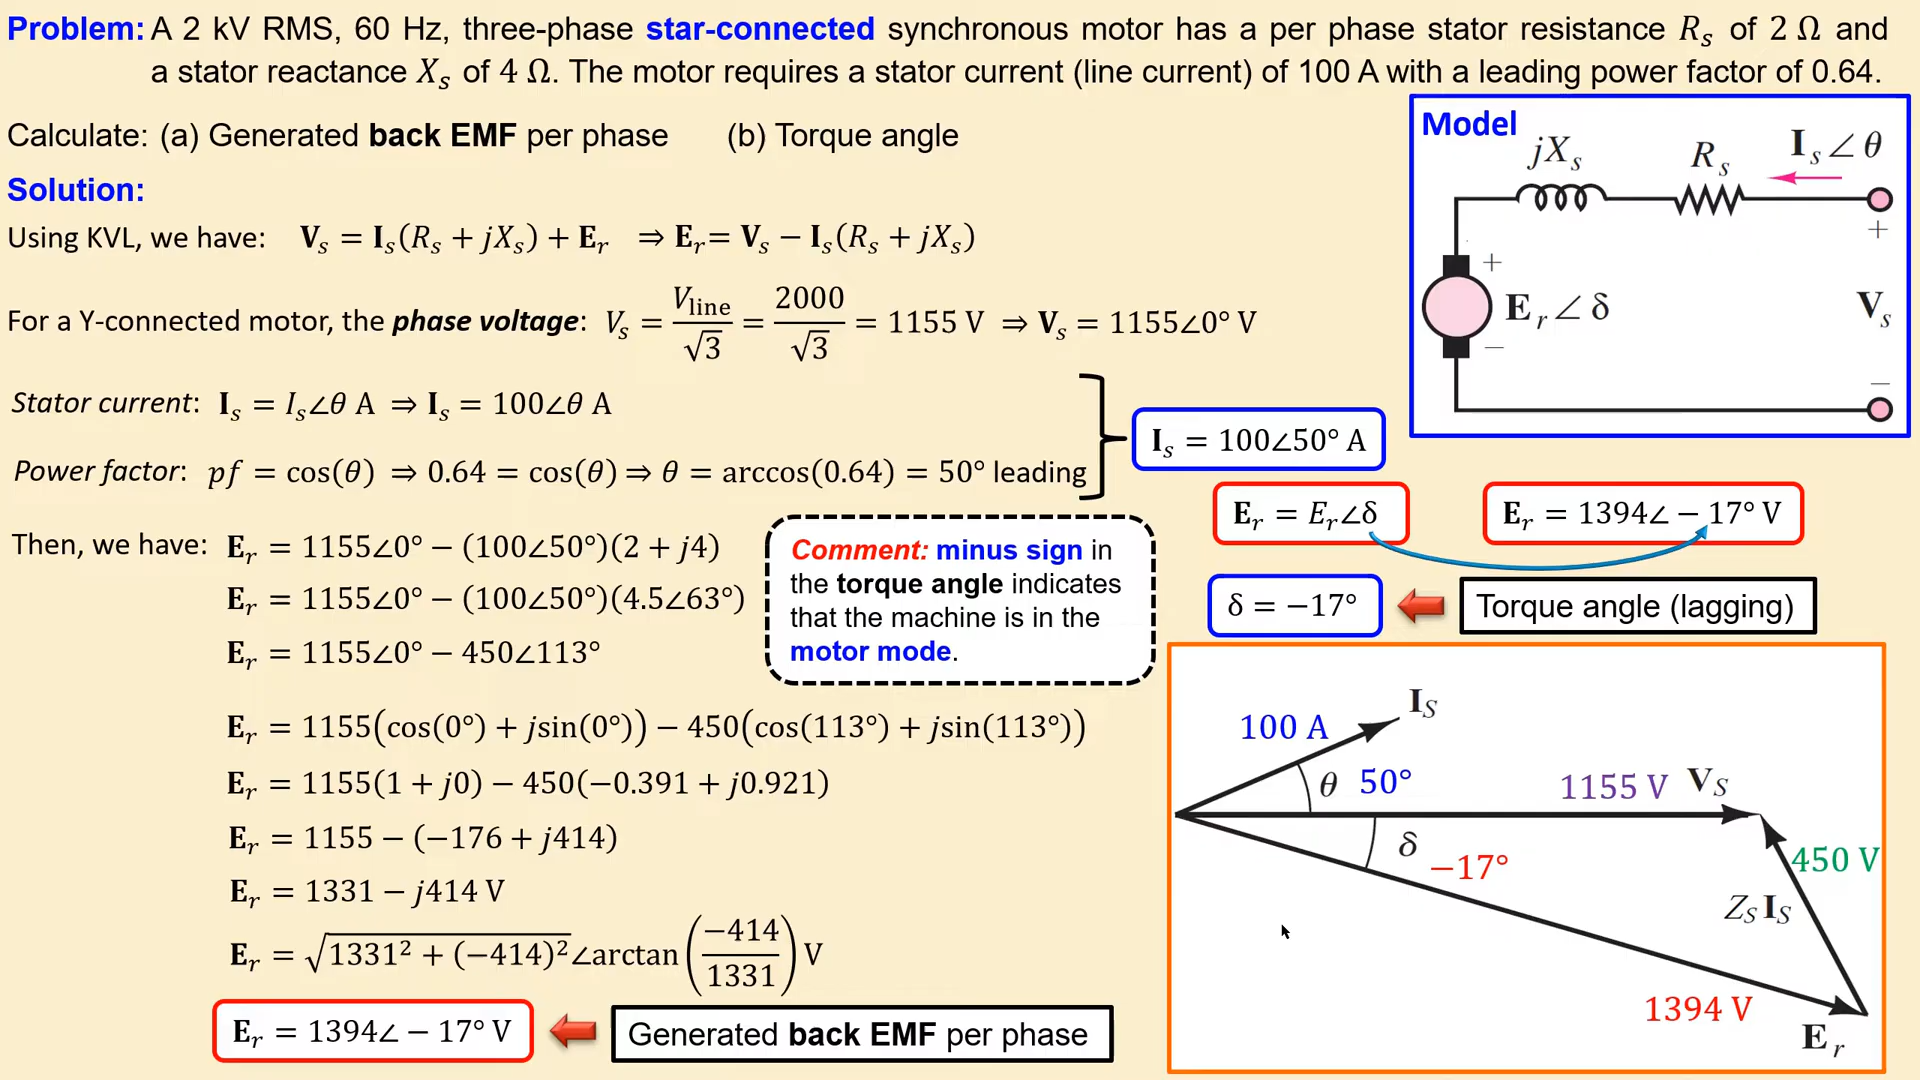 Problem: A 2 kV RMS, 60 Hz, three-phase star-connected synchronous motor has a per phase stator resistance Rₛ of 2 Ω and
a stator reactance Xₛ of 4 Ω. The motor requires a stator current (line current) of 100 A with a leading power factor of 0.64.
Calculate: (a) Generated back EMF per phase (b) Torque angle
Solution:
Using KVL, we have: Vₛ = Iₛ(Rₛ + jXₛ) + Eᵣ ⇒ Eᵣ = Vₛ − Iₛ(Rₛ + jXₛ)
For a Y-connected motor, the phase voltage: Vₛ = V_line/√3 = 2000/√3 = 1155 V ⇒ Vₛ = 1155∠0° V
Stator current: Iₛ = Iₛ∠θ A ⇒ Iₛ = 100∠θ A
Power factor: pf = cos(θ) ⇒ 0.64 = cos(θ) ⇒ θ = arccos(0.64) = 50° leading
Iₛ = 100∠50° A
Then, we have: Eᵣ = 1155∠0° − (100∠50°)(2 + j4)
Eᵣ = 1155∠0° − (100∠50°)(4.5∠63°)
Eᵣ = 1155∠0° − 450∠113°
Eᵣ = 1155(cos(0°) + jsin(0°)) − 450(cos(113°) + jsin(113°))
Eᵣ = 1155(1 + j0) − 450(−0.391 + j0.921)
Eᵣ = 1155 − (−176 + j414)
Eᵣ = 1331 − j414 V
Eᵣ = √(1331² + (−414)²)∠arctan(−414/1331) V
Eᵣ = 1394∠ − 17° V
Generated back EMF per phase
Comment: minus sign in
the torque angle indicates
that the machine is in the
motor mode.
Model
jXₛ
Rₛ
Iₛ∠θ
+
+
Eᵣ∠δ
Vₛ
−
−
Eᵣ = Eᵣ∠δ
Eᵣ = 1394∠ − 17° V
δ = −17°
Torque angle (lagging)
100 A
I_S
θ 50°
1155 V V_S
δ
−17°
450 V
Z_S I_S
1394 V
Eᵣ